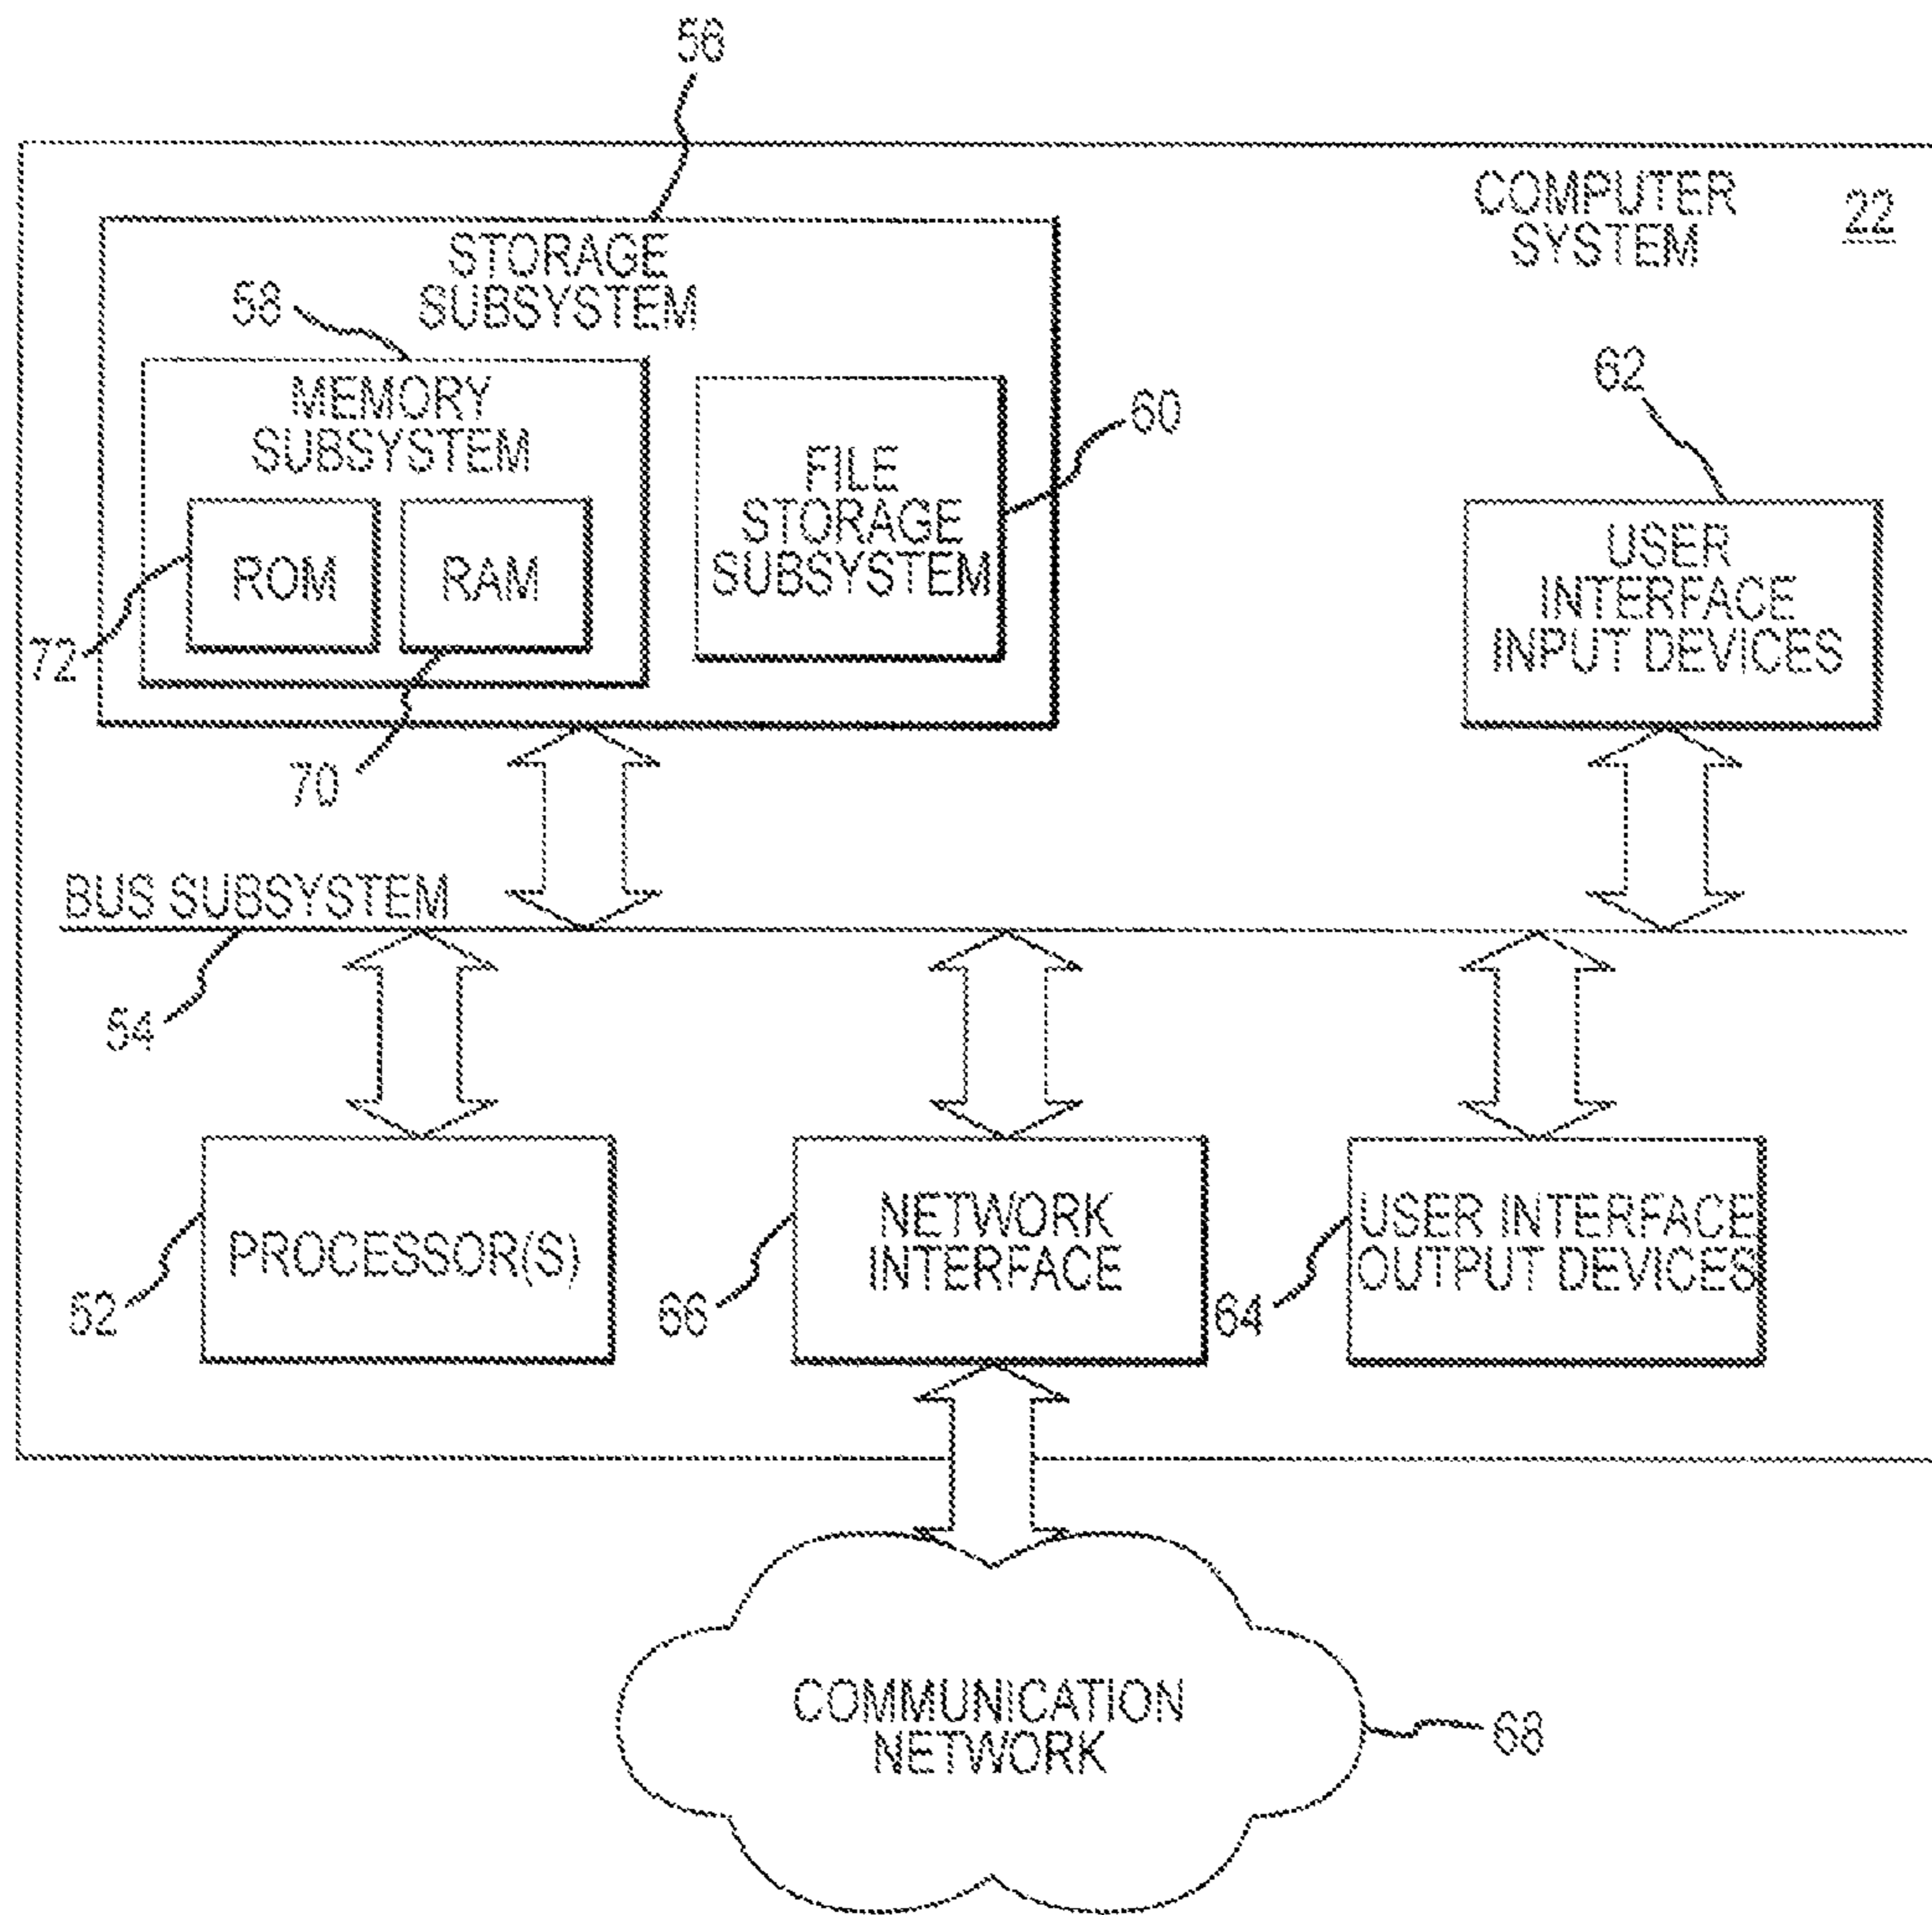 56
COMPUTER
SYSTEM
22
STORAGE
SUBSYSTEM
58
MEMORY
SUBSYSTEM
ROM
RAM
72
70
FILE
STORAGE
SUBSYSTEM
60
62
USER
INTERFACE
INPUT DEVICES
BUS SUBSYSTEM
54
PROCESSOR(S)
52
NETWORK
INTERFACE
66
USER INTERFACE
OUTPUT DEVICES
64
COMMUNICATION
NETWORK
68